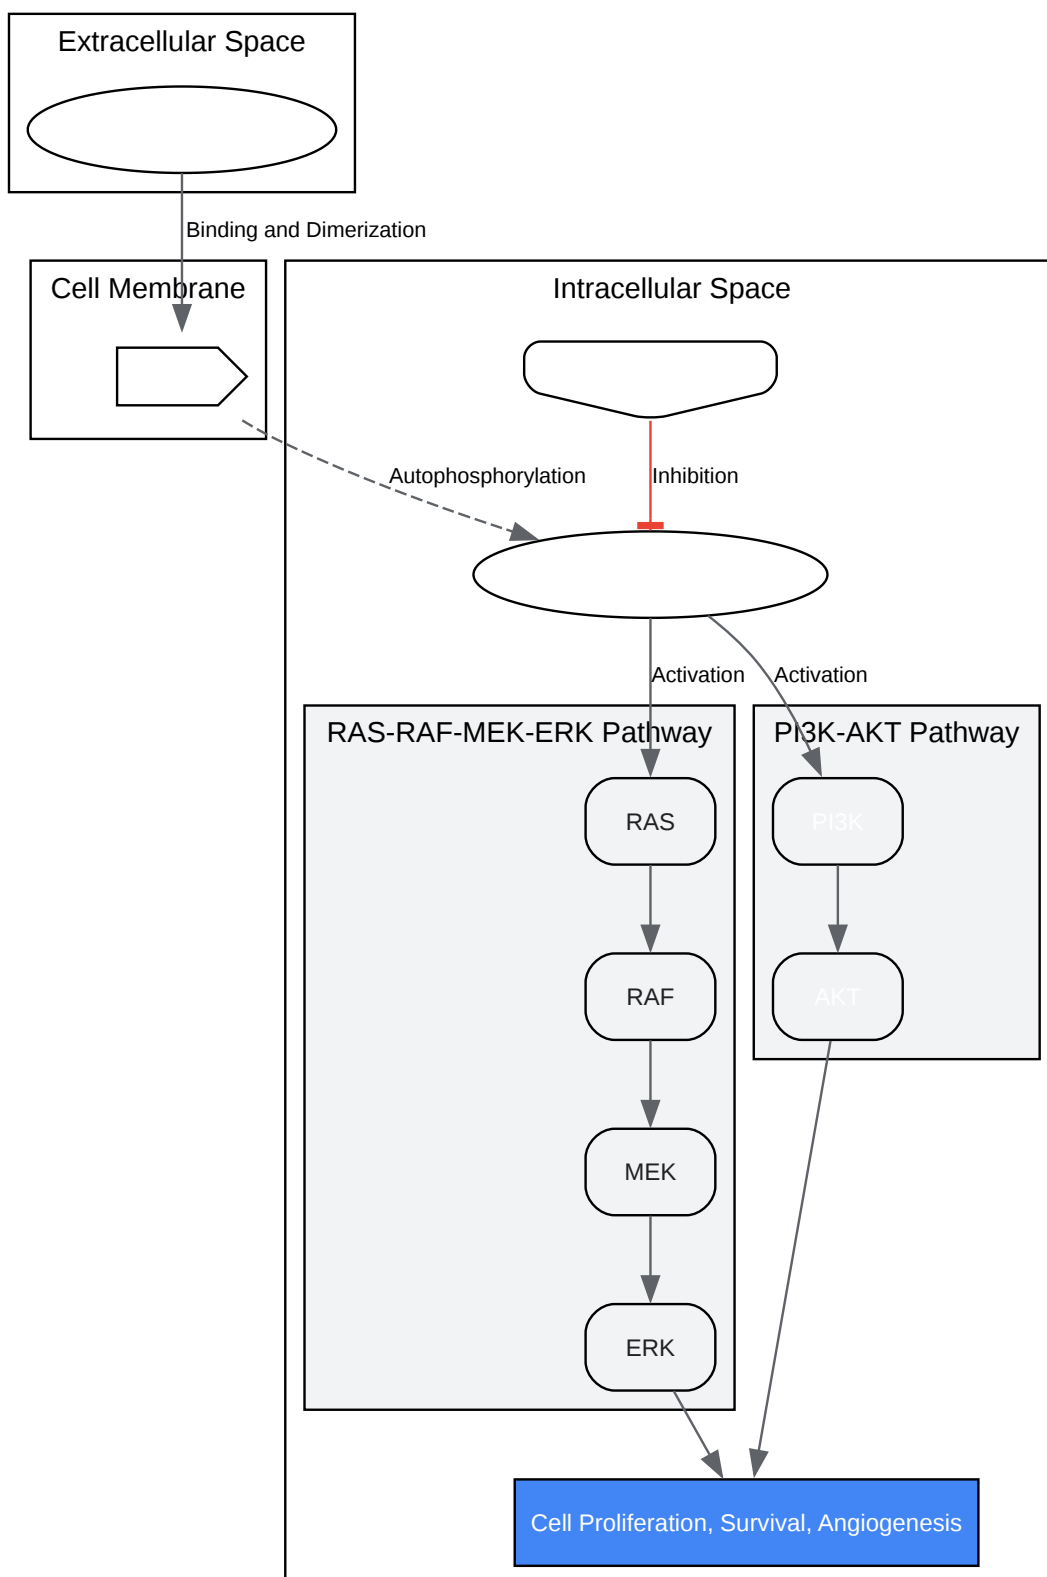 Extracellular Space
Binding and Dimerization
Cell Membrane
Intracellular Space
Autophosphorylation
Inhibition
Activation
Activation
RAS-RAF-MEK-ERK Pathway
PI3K-AKT Pathway
RAS
PI3K
RAF
AKT
MEK
ERK
Cell Proliferation, Survival, Angiogenesis